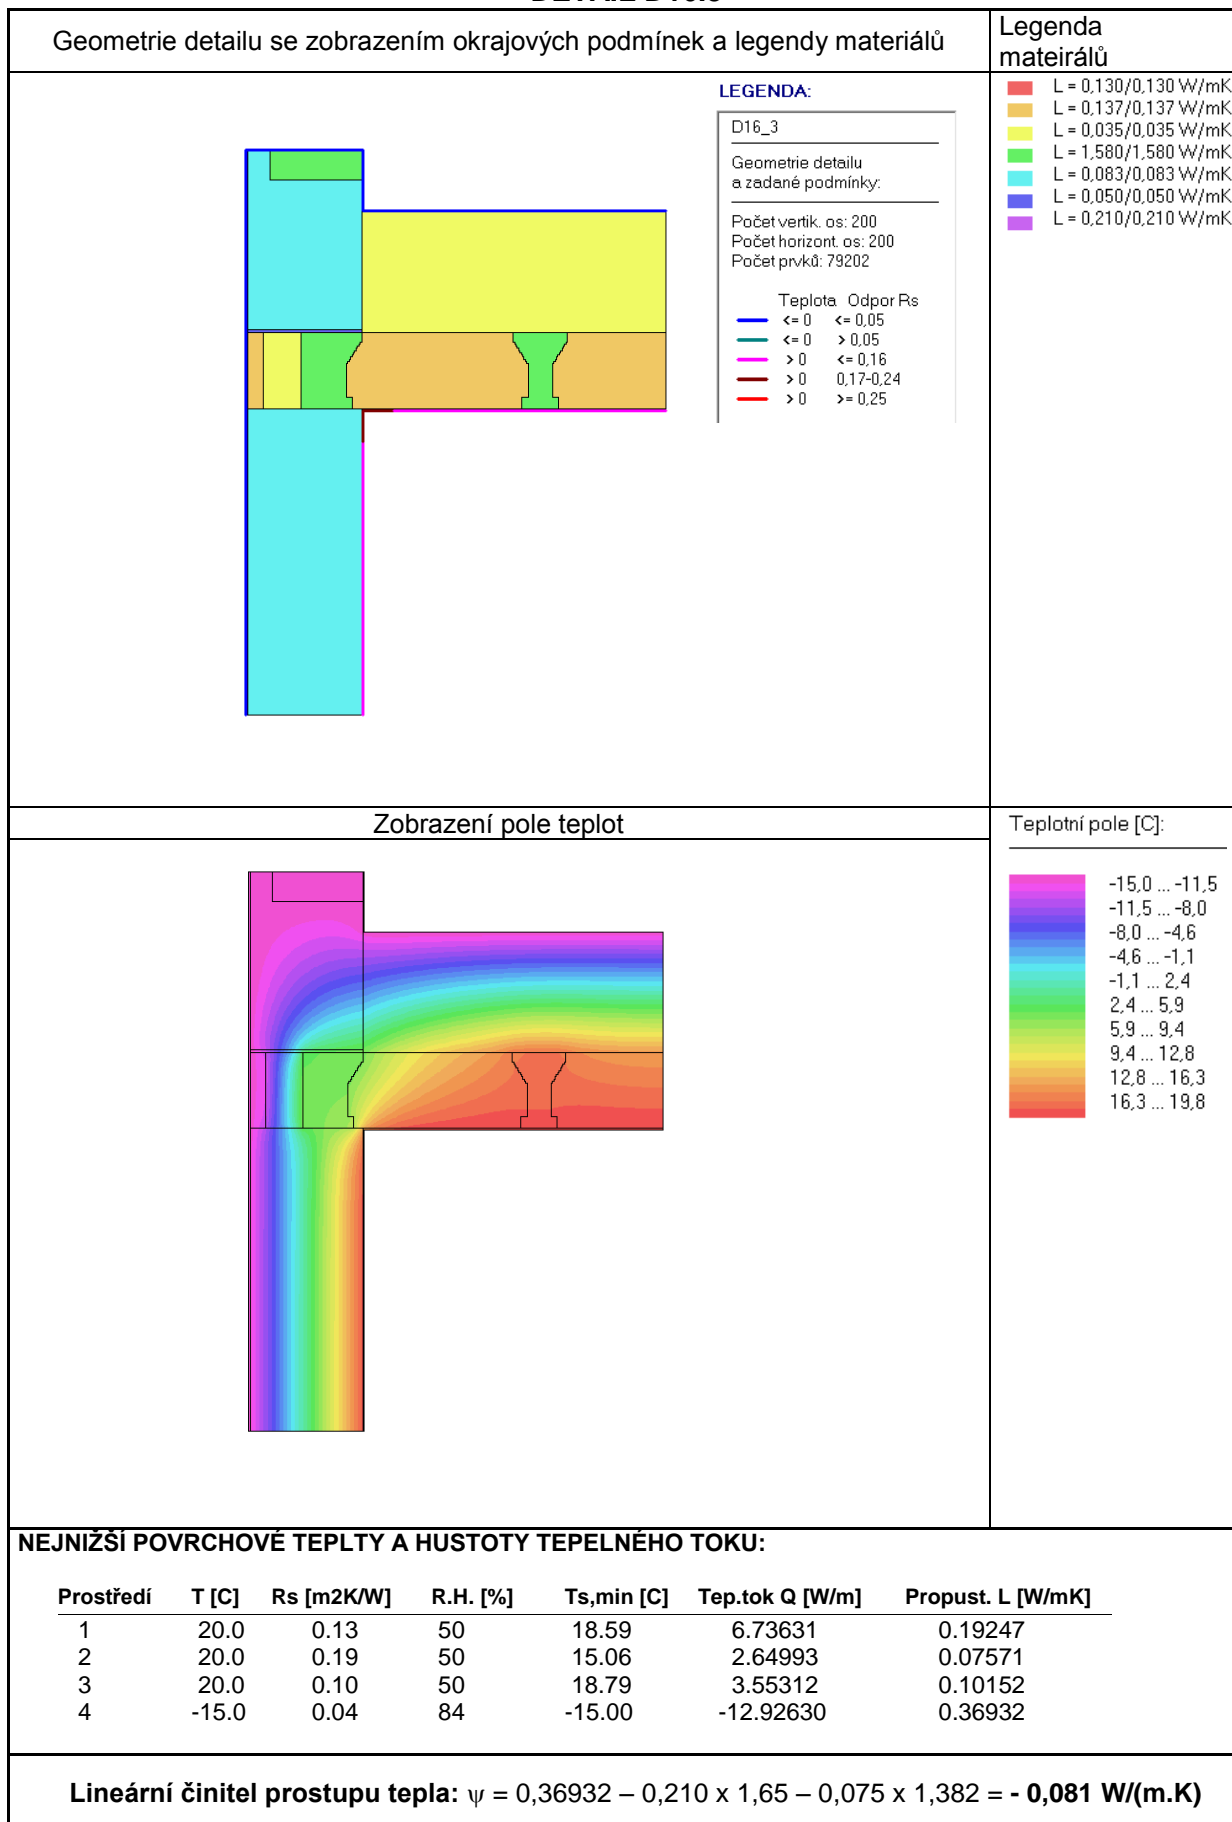 Geometrie detailu se zobrazením okrajových podmínek a legendy materiálů
Legenda
mateirálů
LEGENDA:
D16_3
Geometrie detailu
a zadané podmínky:
Počet vertik. os: 200
Počet horizont. os: 200
Počet prvků: 79202
Teplota Odpor Rs
<= 0 <= 0,05
<= 0 > 0,05
> 0 <= 0,16
> 0 0,17-0,24
> 0 >= 0,25
L = 0,130/0,130 W/mK
L = 0,137/0,137 W/mK
L = 0,035/0,035 W/mK
L = 1,580/1,580 W/mK
L = 0,083/0,083 W/mK
L = 0,050/0,050 W/mK
L = 0,210/0,210 W/mK
Zobrazení pole teplot
Teplotní pole [C]:
-15,0 ... -11,5
-11,5 ... -8,0
-8,0 ... -4,6
-4,6 ... -1,1
-1,1 ... 2,4
2,4 ... 5,9
5,9 ... 9,4
9,4 ... 12,8
12,8 ... 16,3
16,3 ... 19,8
NEJNIŽŠÍ POVRCHOVÉ TEPLTY A HUSTOTY TEPELNÉHO TOKU:
Prostředí T [C] Rs [m2K/W] R.H. [%] Ts,min [C] Tep.tok Q [W/m] Propust. L [W/mK]
1 20.0 0.13 50 18.59 6.73631 0.19247
2 20.0 0.19 50 15.06 2.64993 0.07571
3 20.0 0.10 50 18.79 3.55312 0.10152
4 -15.0 0.04 84 -15.00 -12.92630 0.36932
Lineární činitel prostupu tepla: ψ = 0,36932 – 0,210 x 1,65 – 0,075 x 1,382 = - 0,081 W/(m.K)